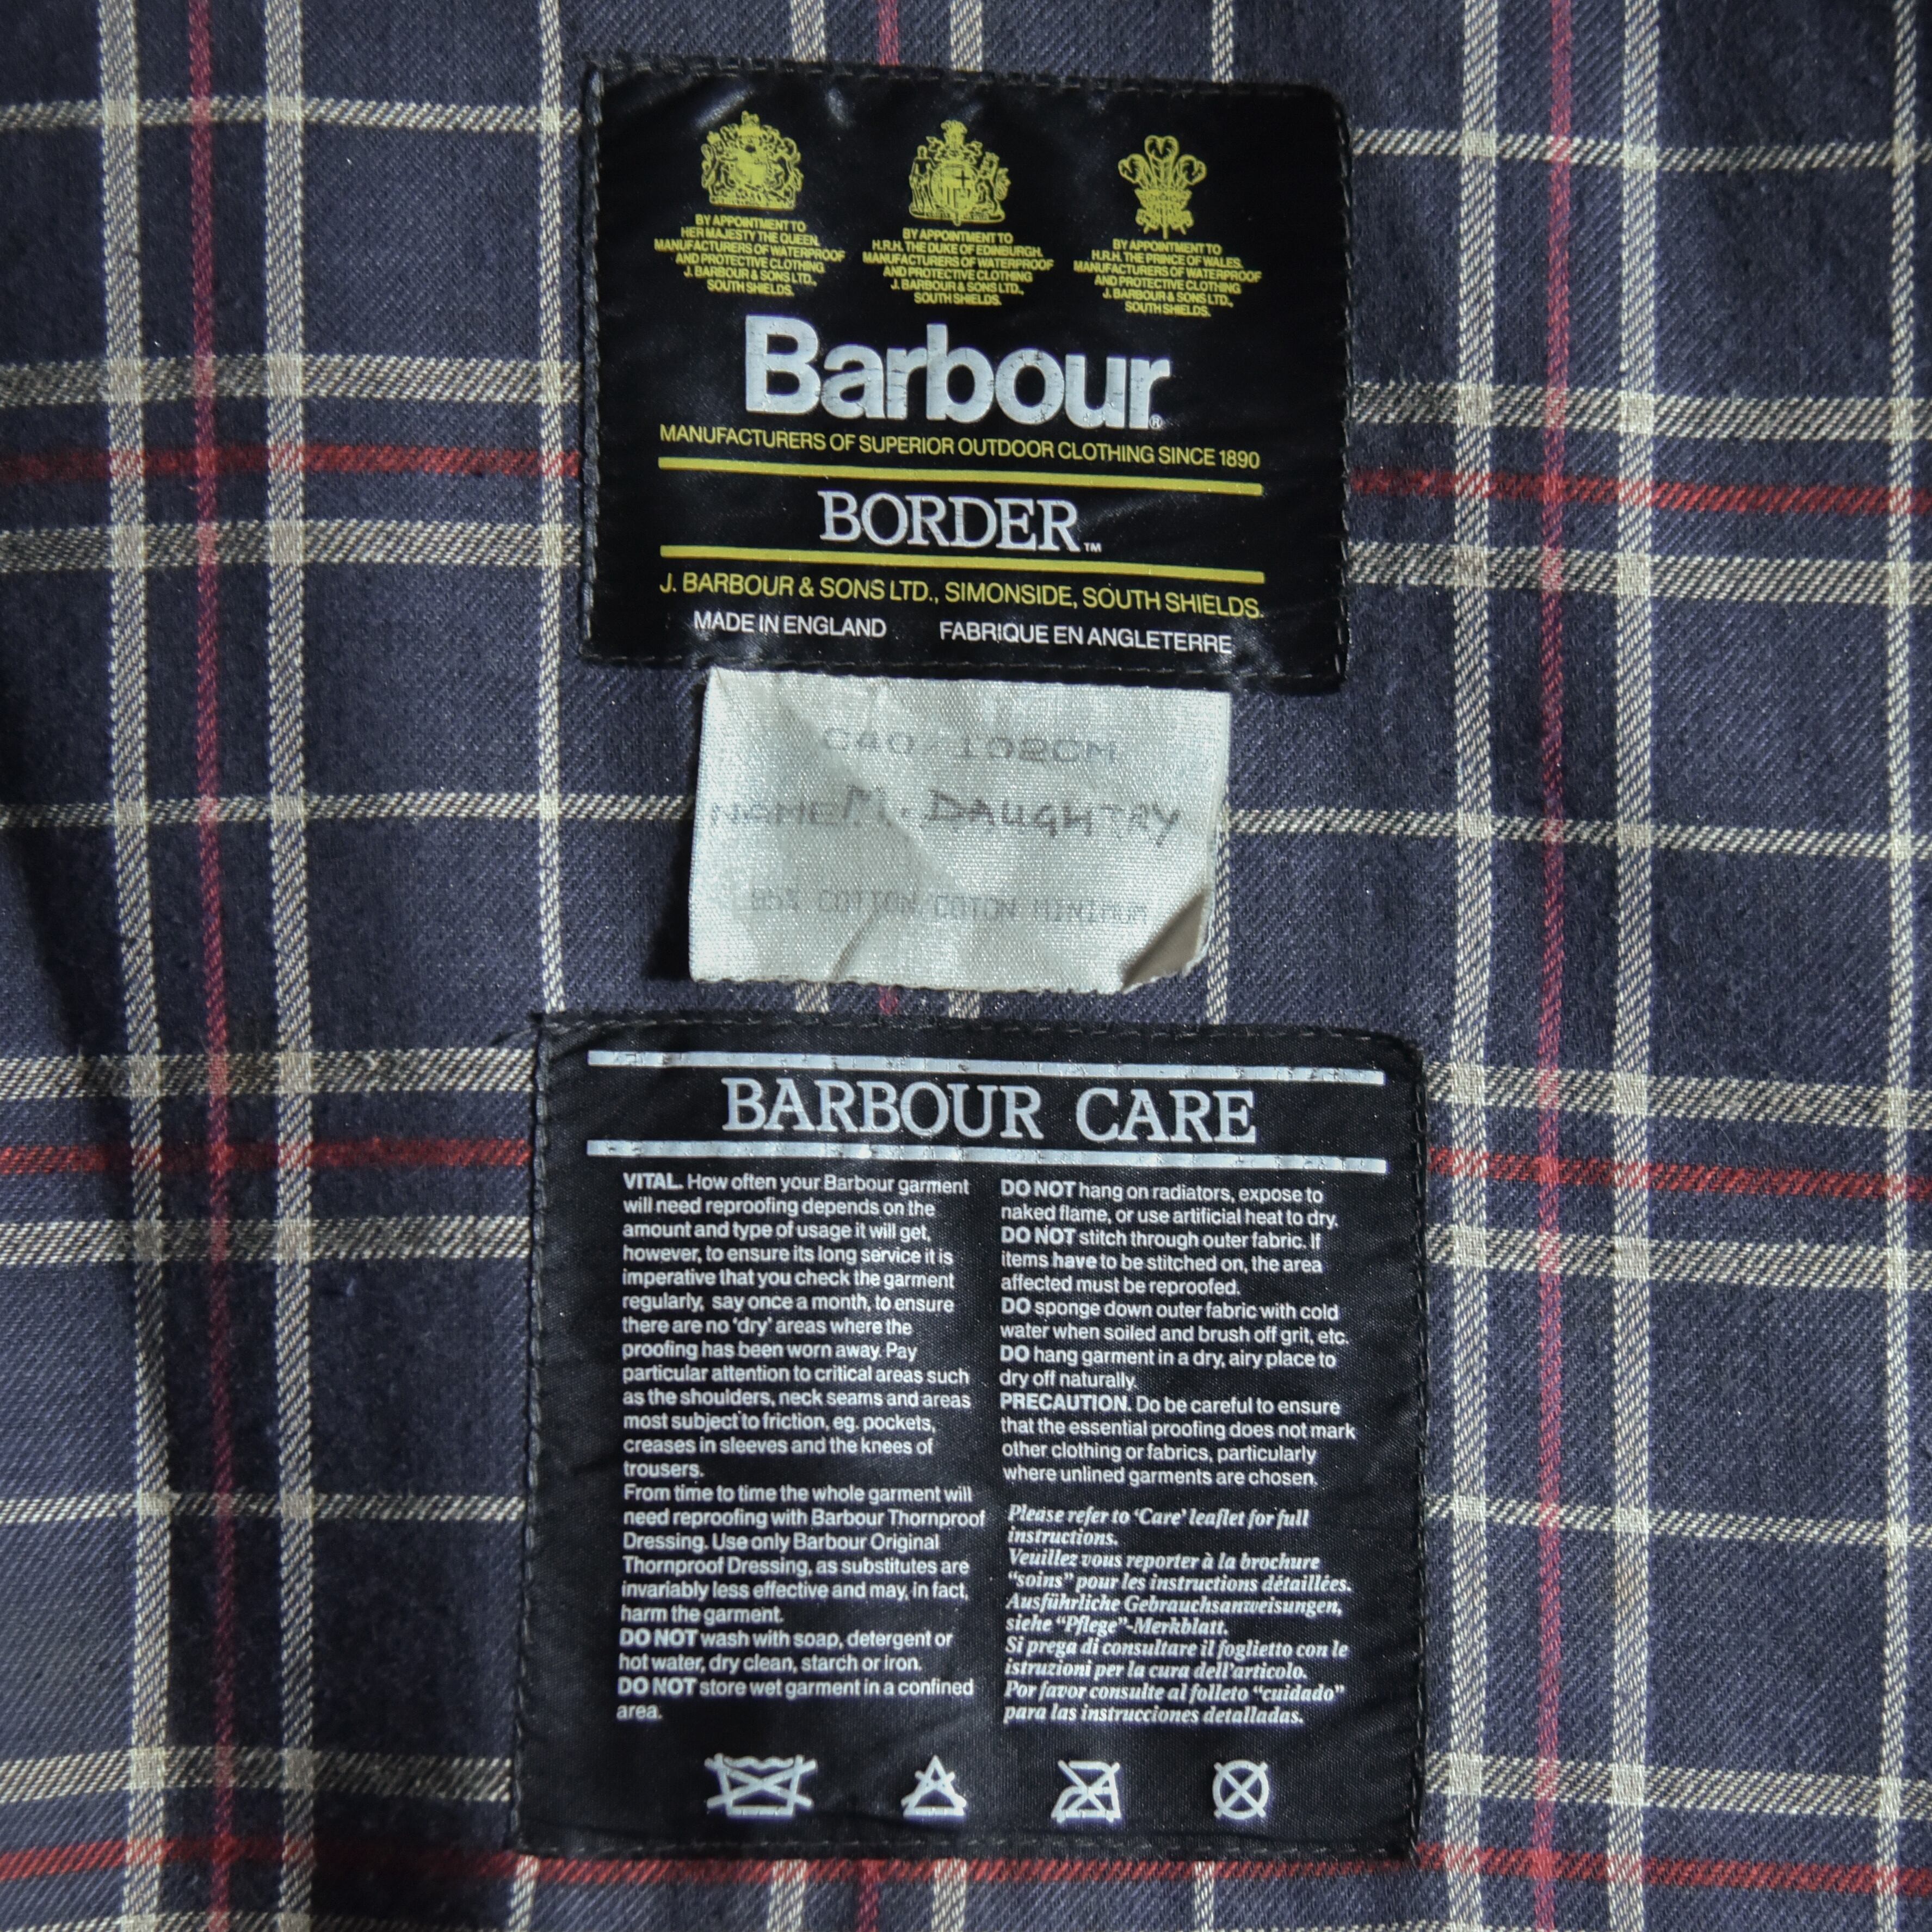 BY APPOINTMENT TO
HER MAJESTY THE QUEEN,
MANUFACTURERS OF WATERPROOF
AND PROTECTIVE CLOTHING
J. BARBOUR & SONS LTD.,
SOUTH SHIELDS.
BY APPOINTMENT TO
H.R.H. THE DUKE OF EDINBURGH,
MANUFACTURERS OF WATERPROOF
AND PROTECTIVE CLOTHING
J. BARBOUR & SONS LTD.,
SOUTH SHIELDS.
BY APPOINTMENT TO
H.R.H. THE PRINCE OF WALES,
MANUFACTURERS OF WATERPROOF
AND PROTECTIVE CLOTHING
J. BARBOUR & SONS LTD.,
SOUTH SHIELDS.
Barbour®
MANUFACTURERS OF SUPERIOR OUTDOOR CLOTHING SINCE 1890
BORDER™
J. BARBOUR & SONS LTD., SIMONSIDE, SOUTH SHIELDS.
MADE IN ENGLAND FABRIQUE EN ANGLETERRE
C40 / 102CM
NAME M. DAUGHTRY
COTTON COTON MINIMUM
BARBOUR CARE
VITAL. How often your Barbour garment
will need reproofing depends on the
amount and type of usage it will get,
however, to ensure its long service it is
imperative that you check the garment
regularly, say once a month, to ensure
there are no 'dry' areas where the
proofing has been worn away. Pay
particular attention to critical areas such
as the shoulders, neck seams and areas
most subject to friction, eg. pockets,
creases in sleeves and the knees of
trousers.
From time to time the whole garment will
need reproofing with Barbour Thornproof
Dressing. Use only Barbour Original
Thornproof Dressing, as substitutes are
invariably less effective and may, in fact,
harm the garment.
DO NOT wash with soap, detergent or
hot water, dry clean, starch or iron.
DO NOT store wet garment in a confined
area.
DO NOT hang on radiators, expose to
naked flame, or use artificial heat to dry.
DO NOT stitch through outer fabric. If
items have to be stitched on, the area
affected must be reproofed.
DO sponge down outer fabric with cold
water when soiled and brush off grit, etc.
DO hang garment in a dry, airy place to
dry off naturally.
PRECAUTION. Do be careful to ensure
that the essential proofing does not mark
other clothing or fabrics, particularly
where unlined garments are chosen.
Please refer to 'Care' leaflet for full
instructions.
Veuillez vous reporter à la brochure
"soins" pour les instructions détaillées.
Ausführliche Gebrauchsanweisungen,
siehe "Pflege"-Merkblatt.
Si prega di consultare il foglietto con le
istruzioni per la cura dell'articolo.
Por favor consulte al folleto "cuidado"
para las instrucciones detalladas.